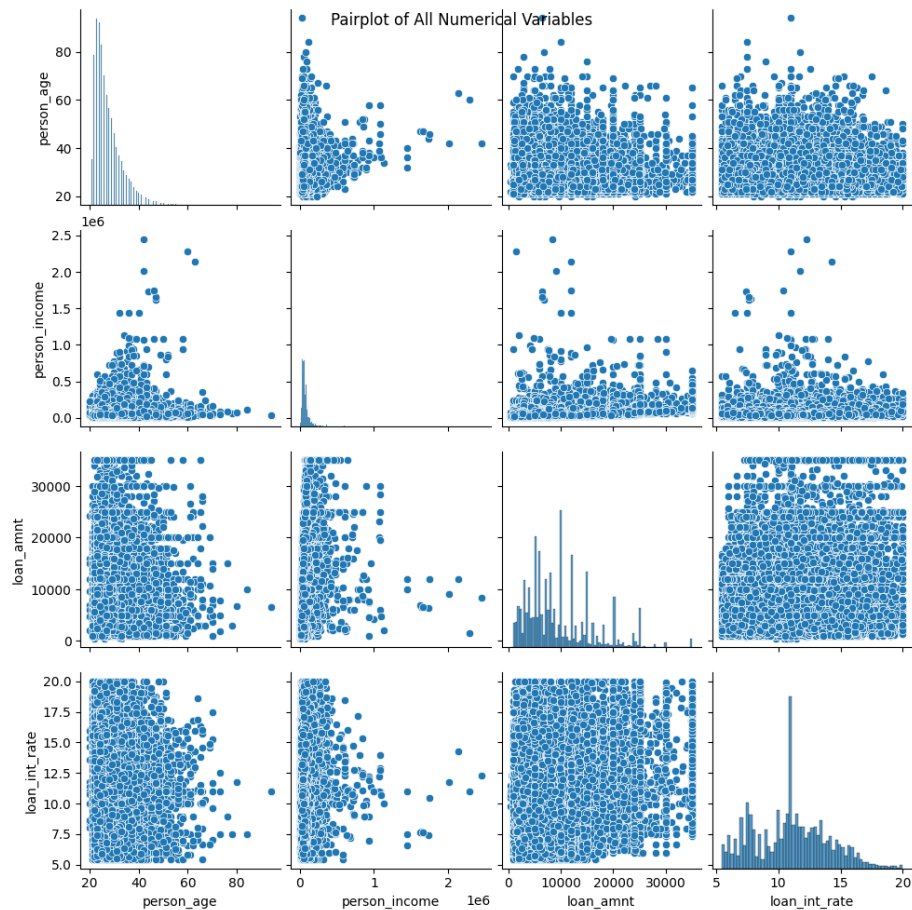 Pairplot of All Numerical Variables
person_age
80
60
40
20
1e6
person_income
2.5
2.0
1.5
1.0
0.5
0.0
loan_amnt
30000
20000
10000
0
loan_int_rate
20.0
17.5
15.0
12.5
10.0
7.5
5.0
20 40 60 80
0 1 2
1e6
0 10000 20000 30000
5 10 15 20
person_age person_income loan_amnt loan_int_rate